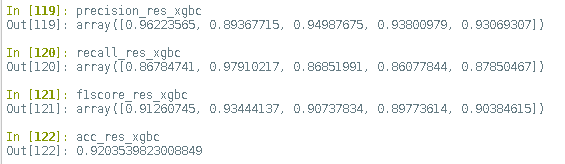 In [119]: precision_res_xgbc
Out[119]: array([0.96223565, 0.89367715, 0.94987675, 0.93800979, 0.93069307])
In [120]: recall_res_xgbc
Out[120]: array([0.86784741, 0.97910217, 0.86851991, 0.86077844, 0.87850467])
In [121]: f1score_res_xgbc
Out[121]: array([0.91260745, 0.93444137, 0.90737834, 0.89773614, 0.90384615])
In [122]: acc_res_xgbc
Out[122]: 0.9203539823008849